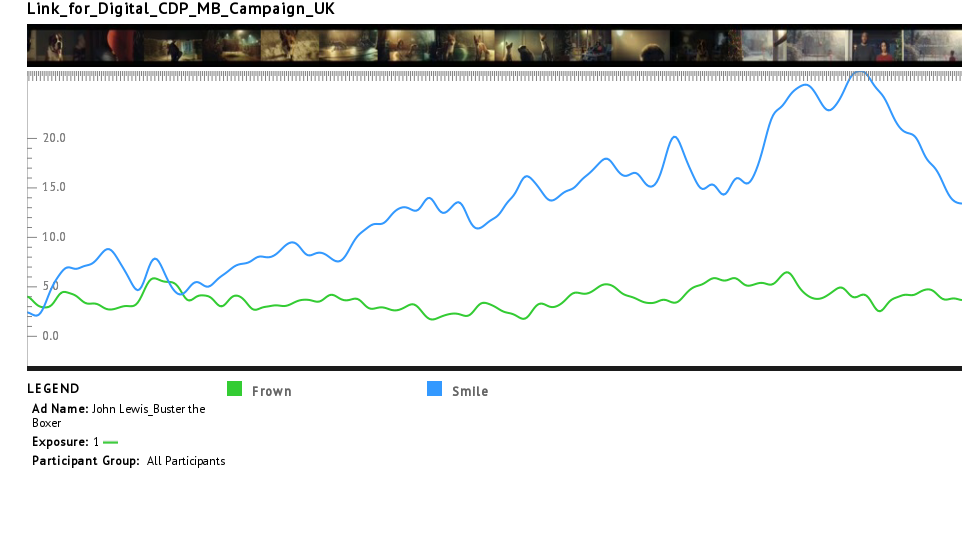 Link_for_Digital_CDP_MB_Campaign_UK
20.0
15.0
10.0
5.0
0.0
LEGEND
Frown
Smile
Ad Name: John Lewis_Buster the
Boxer
Exposure: 1
Participant Group: All Participants